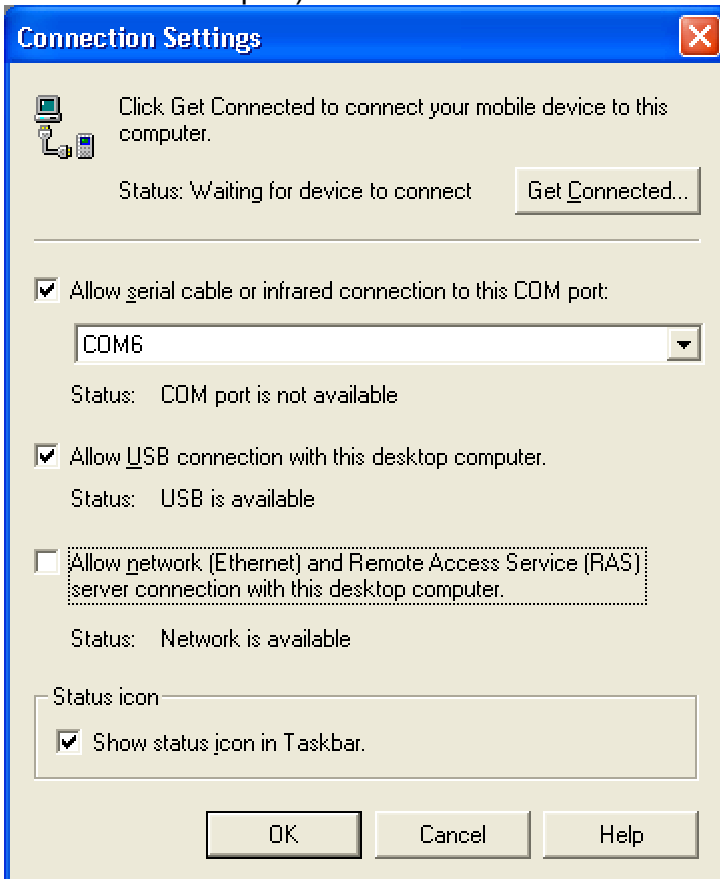 Connection Settings
Click Get Connected to connect your mobile device to this
computer.
Status: Waiting for device to connect
Get Connected...
Allow serial cable or infrared connection to this COM port:
COM6
Status: COM port is not available
Allow USB connection with this desktop computer.
Status: USB is available
Allow network (Ethernet) and Remote Access Service (RAS)
server connection with this desktop computer.
Status: Network is available
Status icon
Show status icon in Taskbar.
OK Cancel Help